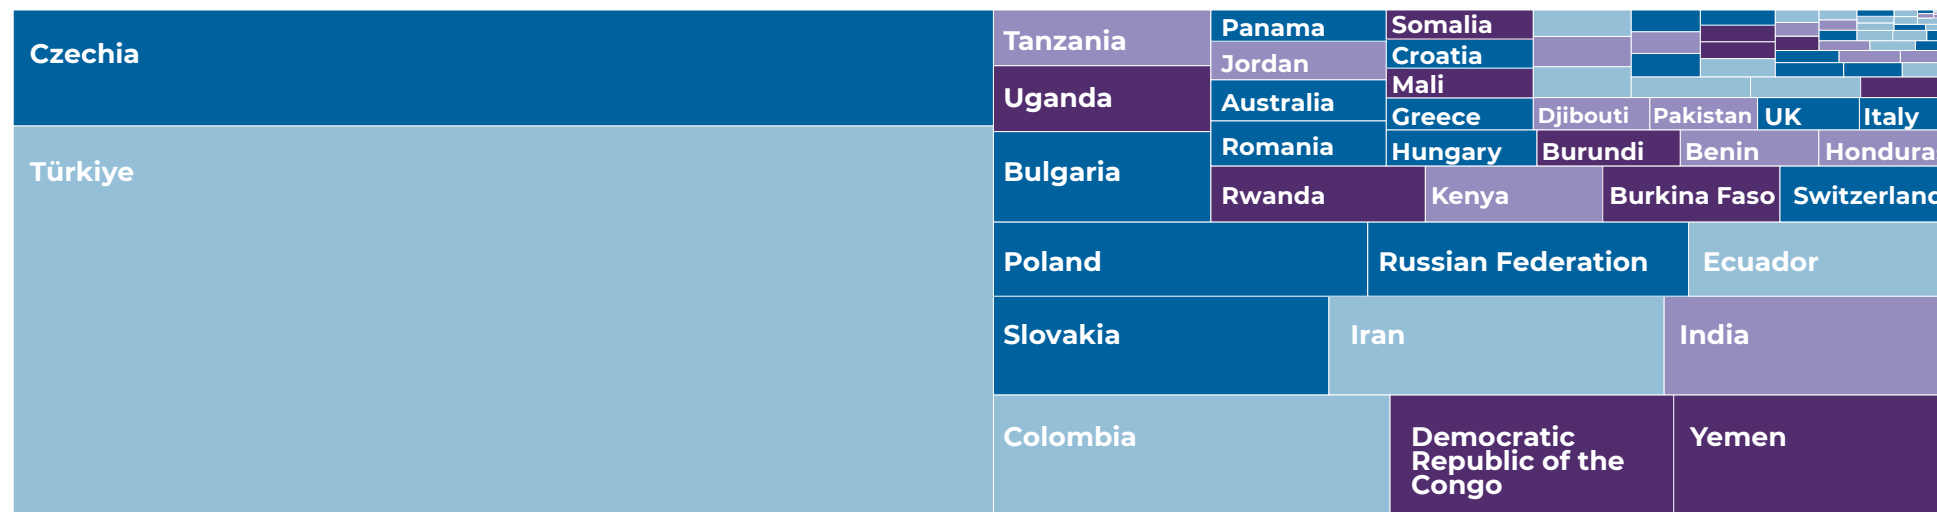 Czechia
Türkiye
Tanzania
Uganda
Bulgaria
Panama
Jordan
Australia
Romania
Somalia
Croatia
Mali
Greece
Djibouti
Pakistan
UK
Italy
Hungary
Burundi
Benin
Hondura
Rwanda
Kenya
Burkina Faso
Switzerland
Poland
Russian Federation
Ecuador
Slovakia
Iran
India
Colombia
Democratic
Republic of the
Congo
Yemen